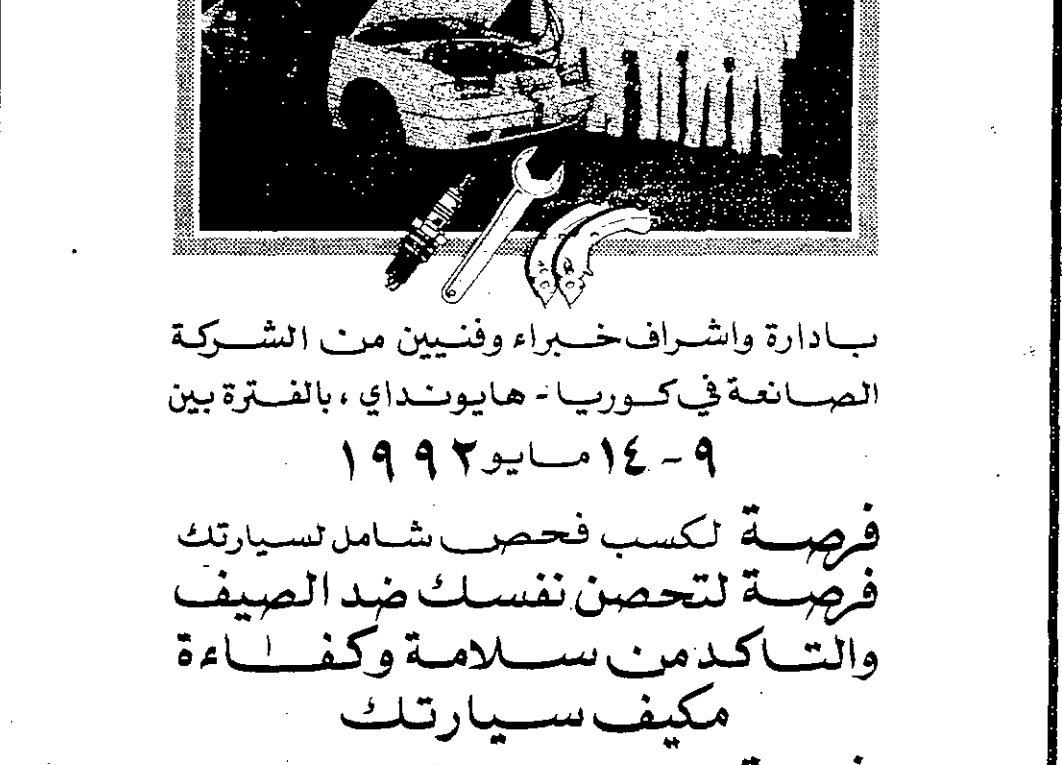 بادارة واشراف خبراء وفنيين من الشركة
الصانعة في كوريا - هايونداي ، بالفترة بين
٩ - ١٤ مايو ١٩٩٢
فرصة لكسب فحص شامل لسيارتك
فرصة لتحصن نفسك ضد الصيف
والتاكد من سلامة وكفاءة
مكيف سيارتك